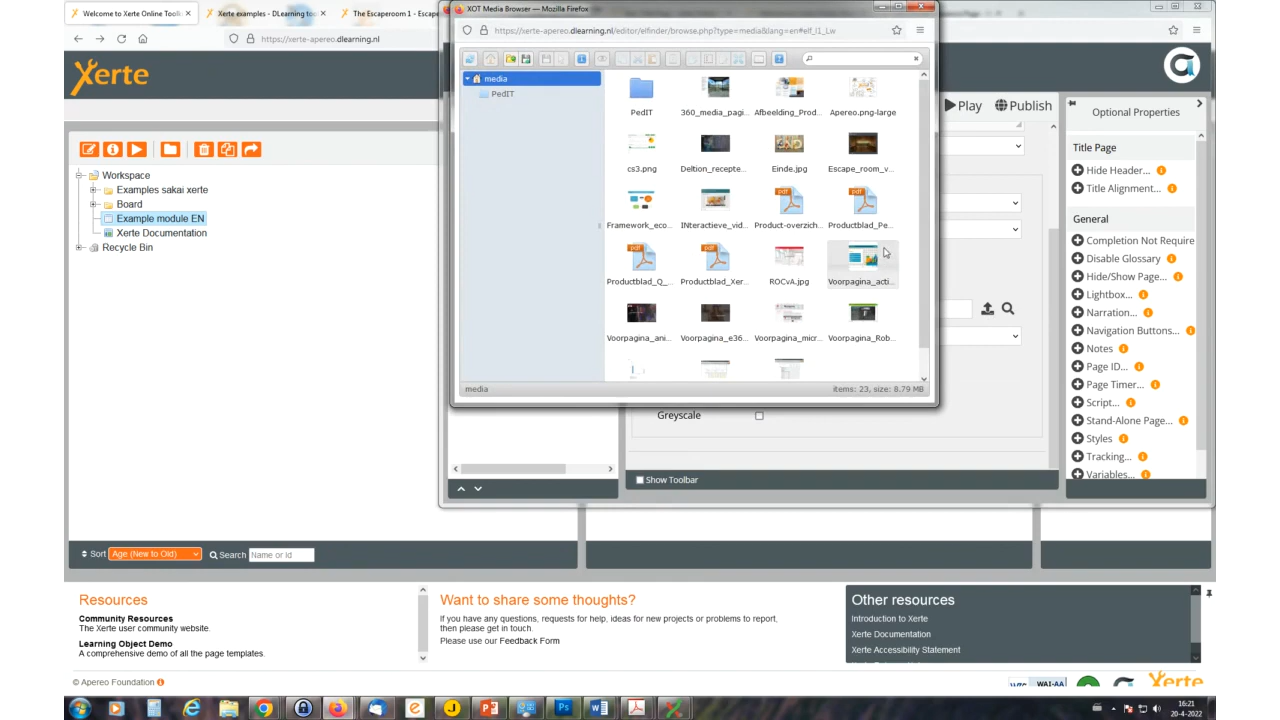 Welcome to Xerte Online Toolk
Xerte examples - DLearning to
The Escaperoom 1 - Escape
XOT Media Browser — Mozilla Firefox
https://xerte-apereo.dlearning.nl
https://xerte-apereo.dlearning.nl/editor/elfinder/browse.php?type=media&lang=en#elf_l1_Lw
Xerte
media
PedIT
PedIT
360_media_pagi...
Afbeelding_Prod...
Apereo.png-large
cs3.png
Deltion_recepte...
Einde.jpg
Escape_room_v...
Framework_eco...
INteractieve_vid...
Product-overzich...
Productblad_Pe...
Productblad_Q_...
Productblad_Xer...
ROCvA.jpg
Voorpagina_acti...
Voorpagina_ani...
Voorpagina_e36...
Voorpagina_micr...
Voorpagina_Rob...
media
items: 23, size: 8.79 MB
Workspace
Examples sakai xerte
Board
Example module EN
Xerte Documentation
Recycle Bin
Play
Publish
Optional Properties
Title Page
Hide Header...
Title Alignment...
General
Completion Not Require
Disable Glossary
Hide/Show Page...
Lightbox...
Narration...
Navigation Buttons...
Notes
Page ID...
Page Timer...
Script...
Stand-Alone Page...
Styles
Tracking...
Variables...
Greyscale
Show Toolbar
Sort
Age (New to Old)
Search
Name or Id
Resources
Community Resources
The Xerte user community website.
Learning Object Demo
A comprehensive demo of all the page templates.
Want to share some thoughts?
If you have any questions, requests for help, ideas for new projects or problems to report,
then please get in touch.
Please use our Feedback Form
Other resources
Introduction to Xerte
Xerte Documentation
Xerte Accessibility Statement
© Apereo Foundation
WAI-AA
Xerte
16:21
20-4-2022